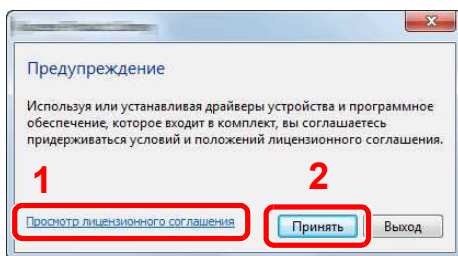 Предупреждение
Используя или устанавливая драйверы устройства и программное
обеспечение, которое входит в комплект, вы соглашаетесь
придерживаться условий и положений лицензионного соглашения.
1
2
Просмотр лицензионного соглашения
Принять
Выход